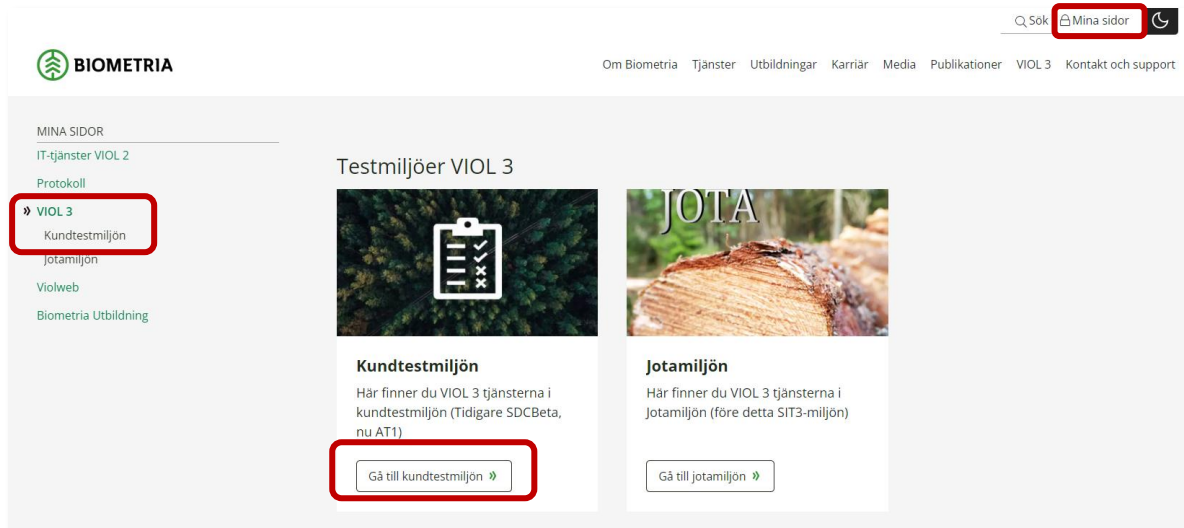 Sök
Mina sidor
BIOMETRIA
Om Biometria Tjänster Utbildningar Karriär Media Publikationer VIOL 3 Kontakt och support
MINA SIDOR
IT-tjänster VIOL 2
Protokoll
VIOL 3
Kundtestmiljön
Jotamiljön
Violweb
Biometria Utbildning
Testmiljöer VIOL 3
Kundtestmiljön
Här finner du VIOL 3 tjänsterna i
kundtestmiljön (Tidigare SDCBeta,
nu AT1)
Gå till kundtestmiljön »
JOTA
Jotamiljön
Här finner du VIOL 3 tjänsterna i
Jotamiljön (före detta SIT3-miljön)
Gå till jotamiljön »